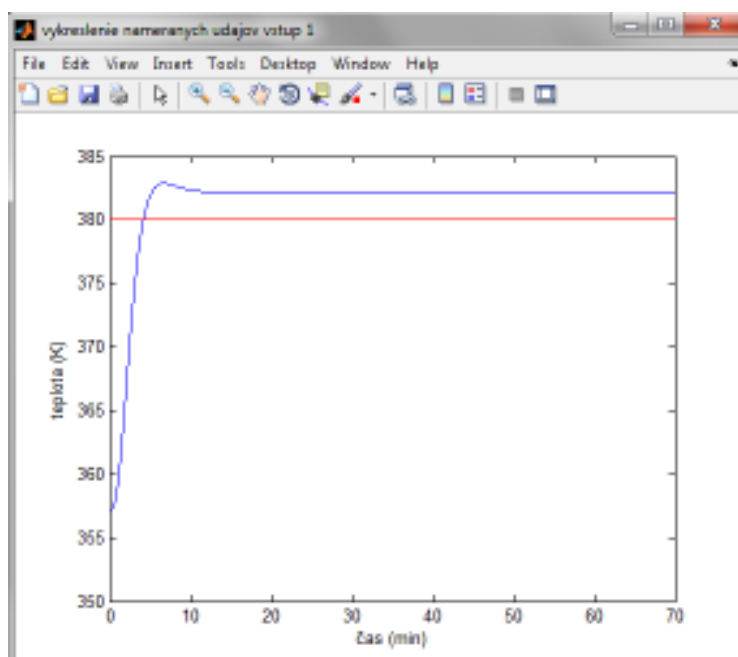 vykreslenie nameranych udajov vstup 1
File Edit View Insert Tools Desktop Window Help
385
380
375
370
365
360
355
350
teplota (K)
0 10 20 30 40 50 60 70
čas (min)